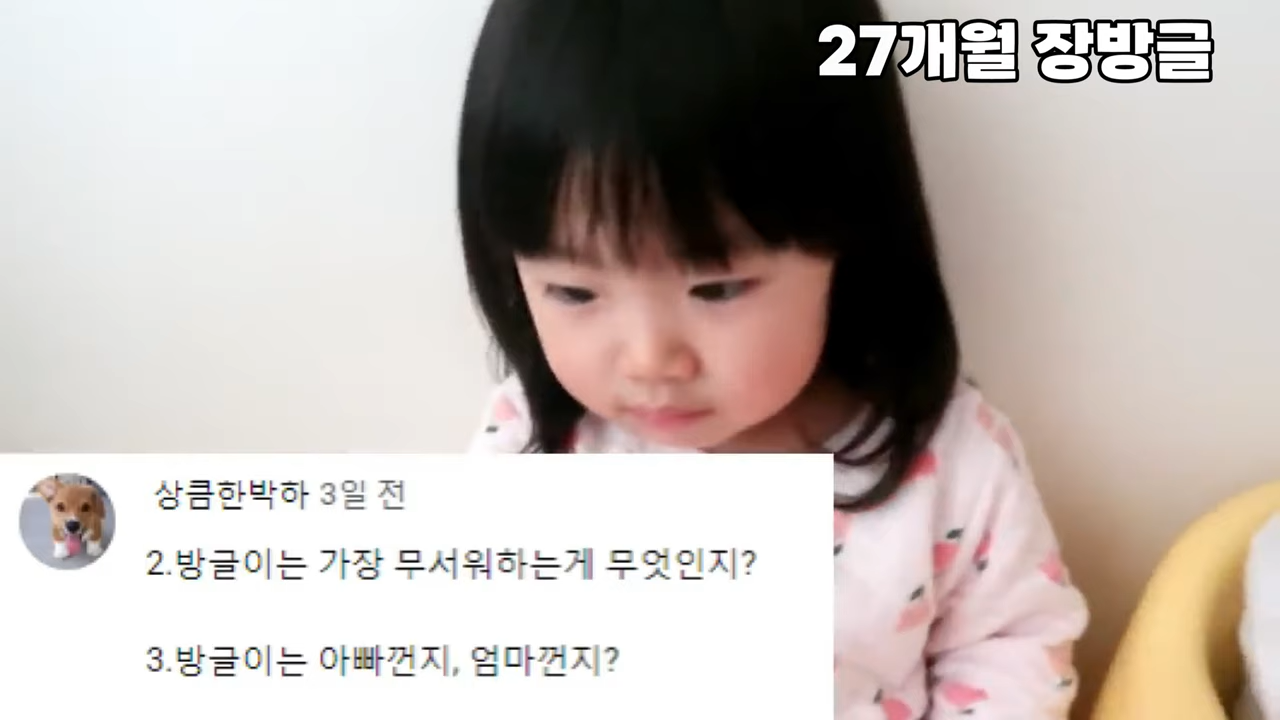 27개월 장방글
상큼한박하 3일 전
2.방글이는 가장 무서워하는게 무엇인지?
3.방글이는 아빠껀지, 엄마껀지?